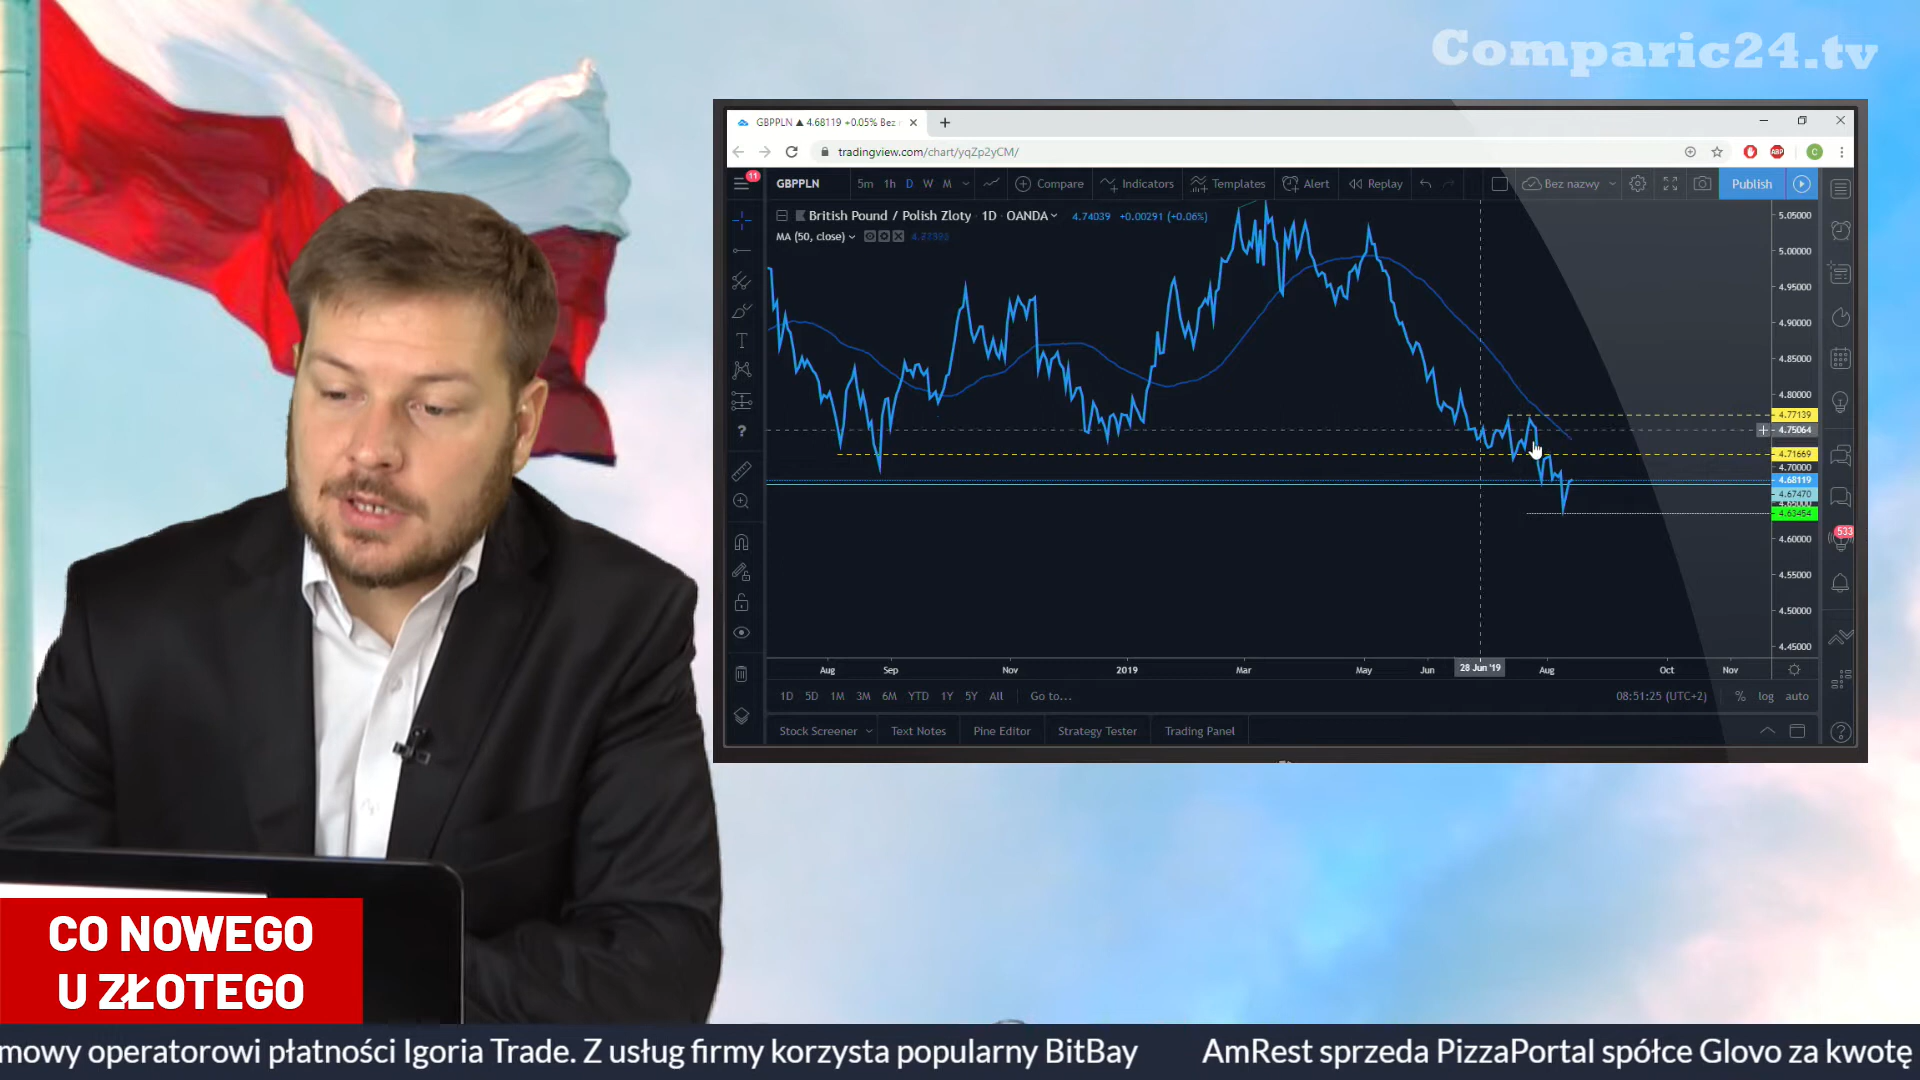 Comparic24.tv
GBPPLN ▲ 4.68119 +0.05% Bez
tradingview.com/chart/yqZp2yCM/
11
GBPPLN 5m 1h D W M Compare Indicators Templates Alert Replay Bez nazwy Publish
British Pound / Polish Zloty 1D OANDA 4.74039 +0.00291 (+0.06%)
MA (50, close)
5.05000
5.00000
4.95000
4.90000
4.85000
4.80000
4.77139
4.75064
4.71669
4.70000
4.68119
4.67470
4.63454
4.60000
4.55000
4.50000
4.45000
533
Aug Sep Nov 2019 Mar May Jun 28 Jun '19 Aug Oct Nov
1D 5D 1M 3M 6M YTD 1Y 5Y All Go to... 08:51:25 (UTC+2) % log auto
Stock Screener Text Notes Pine Editor Strategy Tester Trading Panel
CO NOWEGO
U ZŁOTEGO
mowy operatorowi płatności Igoria Trade. Z usług firmy korzysta popularny BitBay AmRest sprzeda PizzaPortal spółce Glovo za kwotę